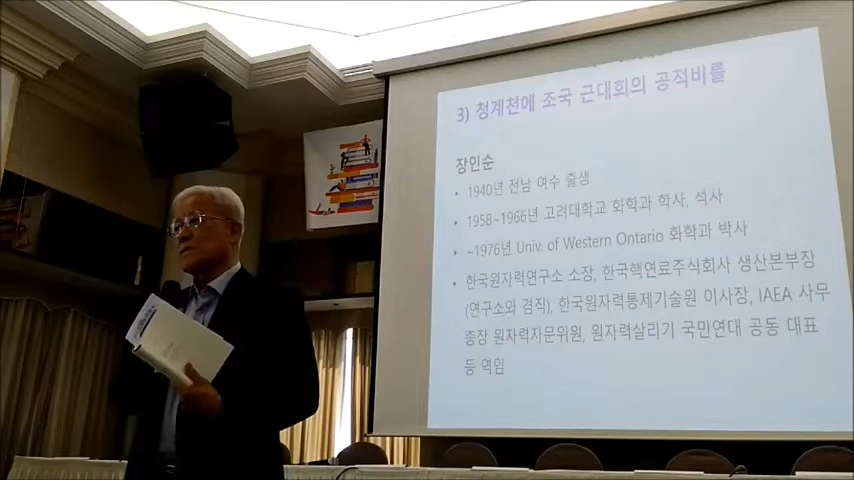 3) 청계천에 조국 근대회의 공적비를
장인순
• 1940년 전남 여수 출생
• 1958~1966년 고려대학교 화학과 학사, 석사
• ~1976년 Univ. of Western Ontario 화학과 박사
• 한국원자력연구소 소장, 한국핵연료주식회사 생산본부장
(연구소와 겸직), 한국원자력통제기술원 이사장, IAEA 사무
총장 원자력자문위원, 원자력살리기 국민연대 공동 대표
등 역임